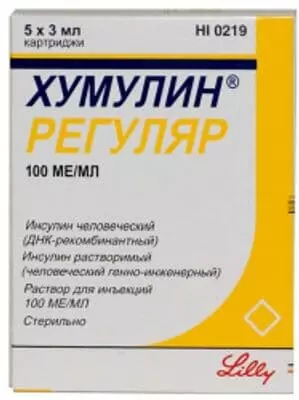 5 x 3 мл
картриджи
HI 0219
ХУМУЛИН®
РЕГУЛЯР
100 МЕ/МЛ
Инсулин человеческий
(ДНК-рекомбинантный)
Инсулин растворимый
(человеческий генно-инженерный)
Раствор для инъекций
100 МЕ/МЛ
Стерильно
Lilly